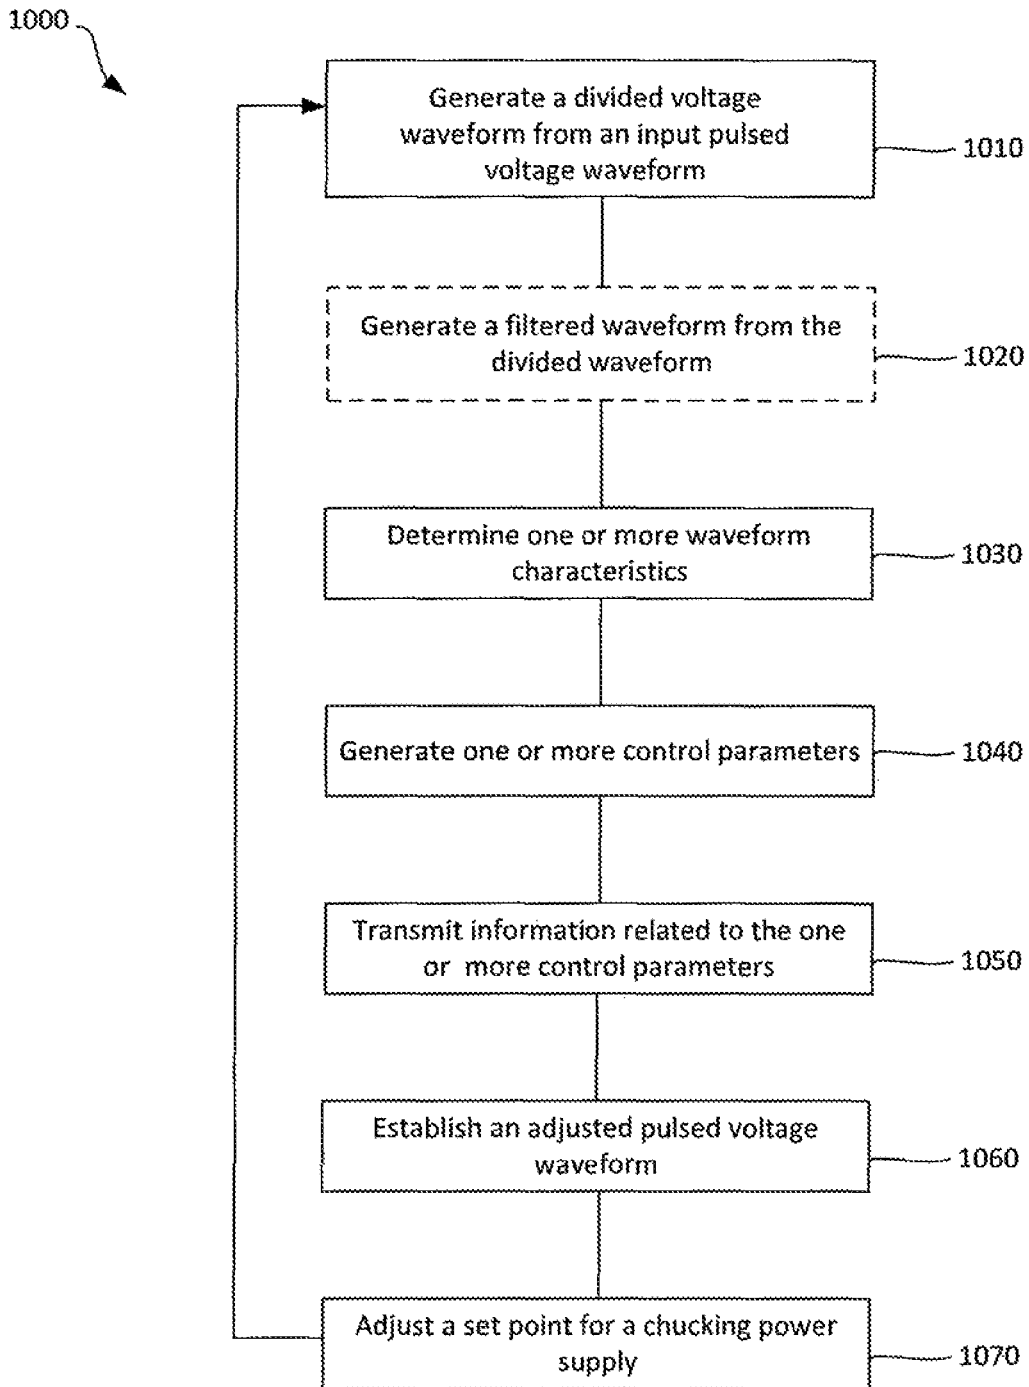 1000
Generate a divided voltage
waveform from an input pulsed
voltage waveform
1010
Generate a filtered waveform from the
divided waveform
1020
Determine one or more waveform
characteristics
1030
Generate one or more control parameters
1040
Transmit information related to the one
or more control parameters
1050
Establish an adjusted pulsed voltage
waveform
1060
Adjust a set point for a chucking power
supply
1070